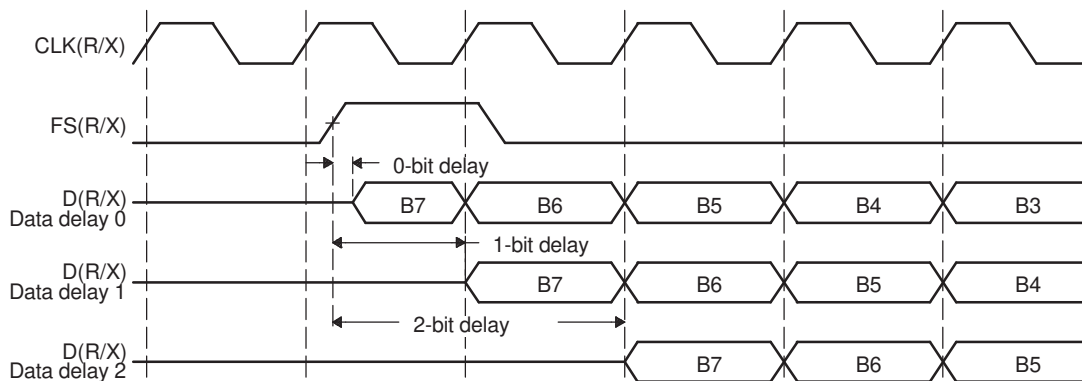 CLK(R/X)
FS(R/X)
0-bit delay
D(R/X)
Data delay 0
B7 B6 B5 B4 B3
1-bit delay
D(R/X)
Data delay 1
B7 B6 B5 B4
2-bit delay
D(R/X)
Data delay 2
B7 B6 B5